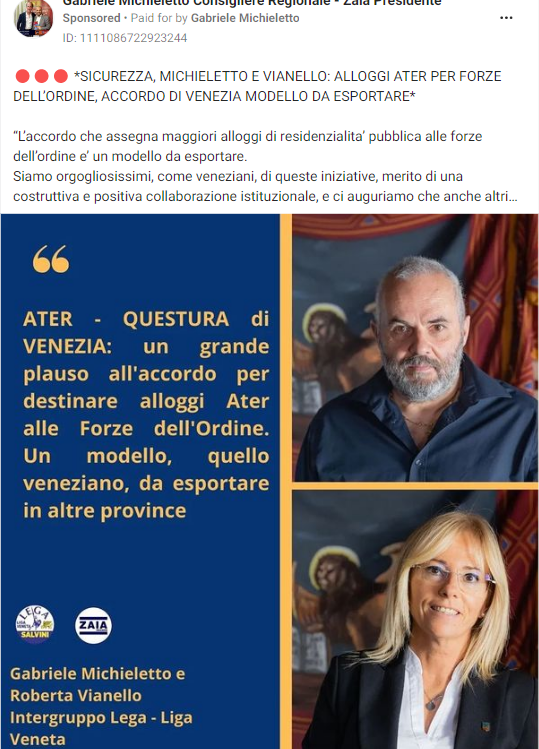 Gabriele Michieletto Consigliere Regionale - Zaia Presidente
Sponsored • Paid for by Gabriele Michieletto
ID: 1111086722923244
🔴🔴🔴 *SICUREZZA, MICHIELETTO E VIANELLO: ALLOGGI ATER PER FORZE
DELL’ORDINE, ACCORDO DI VENEZIA MODELLO DA ESPORTARE*
“L’accordo che assegna maggiori alloggi di residenzialita’ pubblica alle forze
dell’ordine e’ un modello da esportare.
Siamo orgogliosissimi, come veneziani, di queste iniziative, merito di una
costruttiva e positiva collaborazione istituzionale, e ci auguriamo che anche altri...
“
ATER - QUESTURA di
VENEZIA: un grande
plauso all'accordo per
destinare alloggi Ater
alle Forze dell'Ordine.
Un modello, quello
veneziano, da esportare
in altre province
LEGA
LIGA
VENETA
SALVINI
ZAIA
Gabriele Michieletto e
Roberta Vianello
Intergruppo Lega - Liga
Veneta